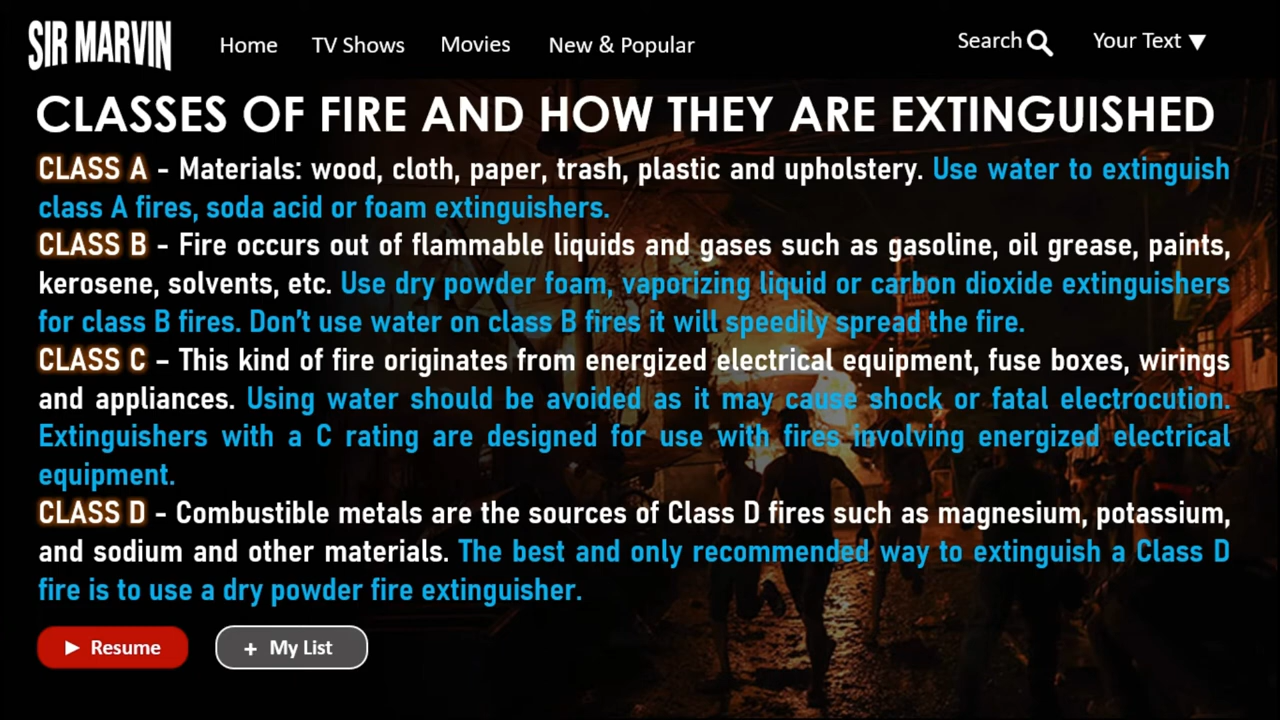 SIR MARVIN
Home TV Shows Movies New & Popular Search Your Text ▼
CLASSES OF FIRE AND HOW THEY ARE EXTINGUISHED
CLASS A - Materials: wood, cloth, paper, trash, plastic and upholstery. Use water to extinguish
class A fires, soda acid or foam extinguishers.
CLASS B - Fire occurs out of flammable liquids and gases such as gasoline, oil grease, paints,
kerosene, solvents, etc. Use dry powder foam, vaporizing liquid or carbon dioxide extinguishers
for class B fires. Don't use water on class B fires it will speedily spread the fire.
CLASS C – This kind of fire originates from energized electrical equipment, fuse boxes, wirings
and appliances. Using water should be avoided as it may cause shock or fatal electrocution.
Extinguishers with a C rating are designed for use with fires involving energized electrical
equipment.
CLASS D - Combustible metals are the sources of Class D fires such as magnesium, potassium,
and sodium and other materials. The best and only recommended way to extinguish a Class D
fire is to use a dry powder fire extinguisher.
► Resume + My List